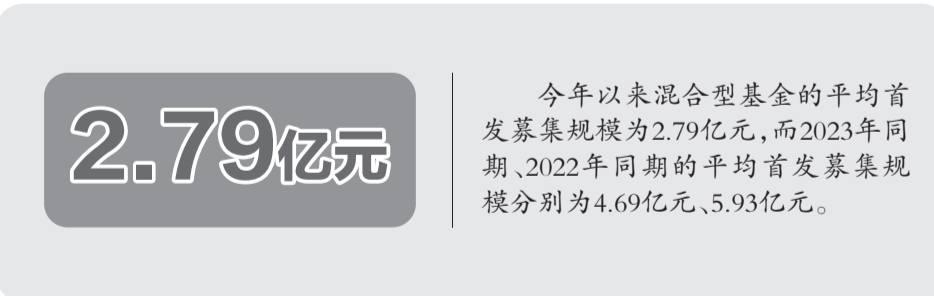 2.79亿元
今年以来混合型基金的平均首
发募集规模为2.79亿元,而2023年同
期、2022年同期的平均首发募集规
模分别为4.69亿元、5.93亿元。